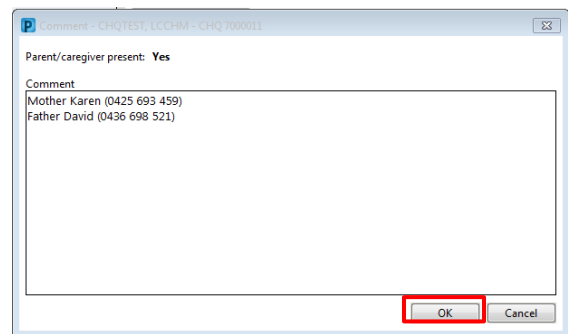 Comment - CHQTEST, LCCHM - CHQ 7000011
Parent/caregiver present: Yes
Comment
Mother Karen (0425 693 459)
Father David (0436 698 521)
OK
Cancel